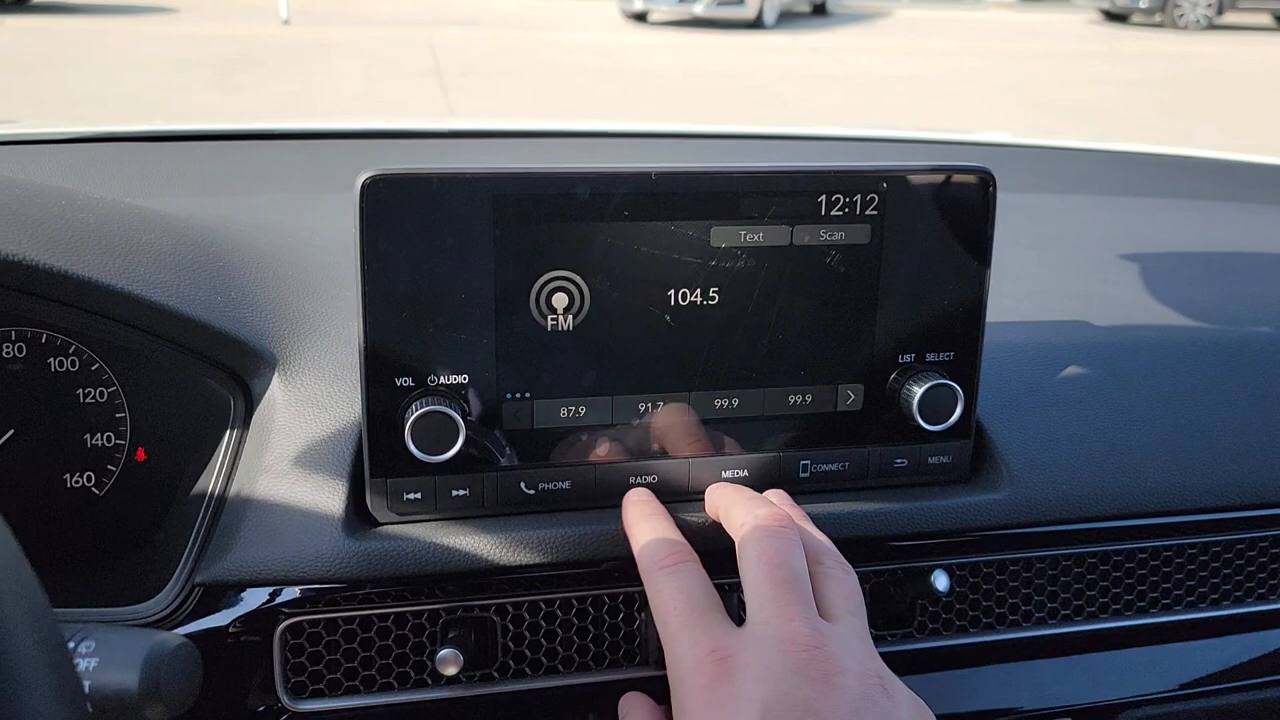 12:12
Text Scan
104.5
FM
87.9 91.7 99.9 99.9
VOL AUDIO
LIST SELECT
PHONE RADIO MEDIA CONNECT MENU
80
100
120
140
160
OFF